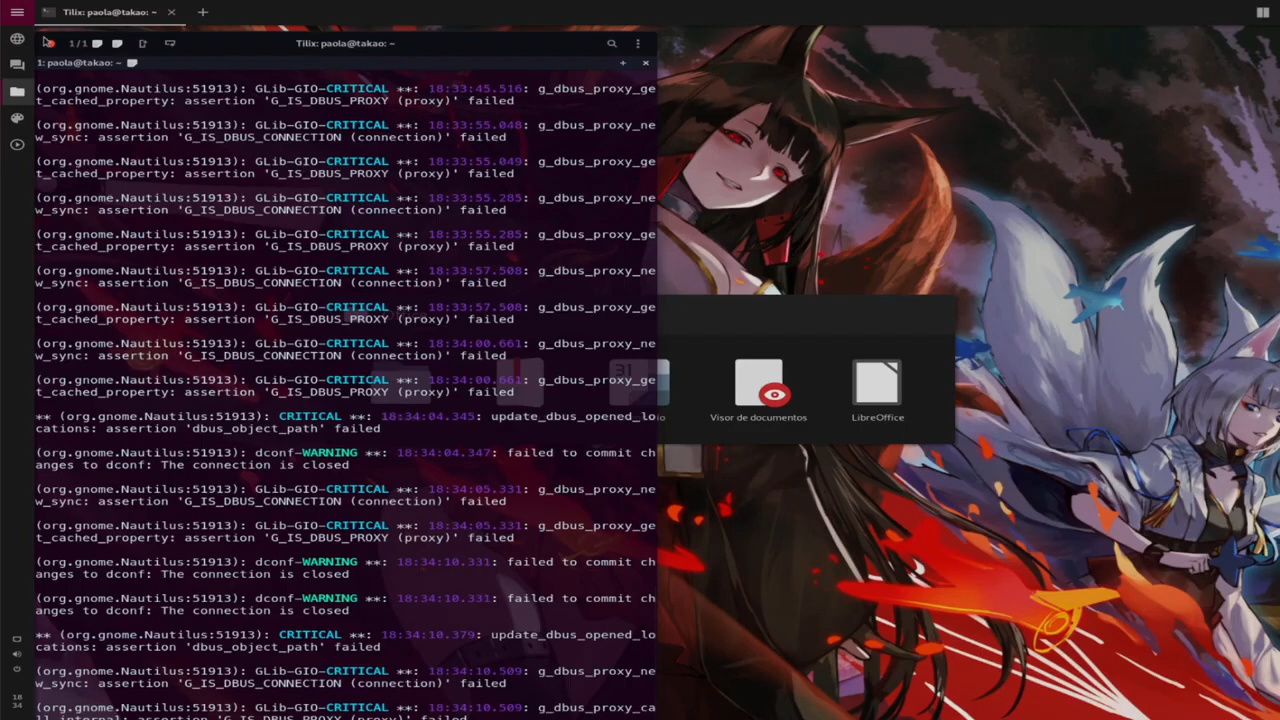 Tilix: paola@takao: ~
1/1
Tilix: paola@takao: ~
1: paola@takao: ~
(org.gnome.Nautilus:51913): GLib-GIO-CRITICAL **: 18:33:45.516: g_dbus_proxy_ge
t_cached_property: assertion 'G_IS_DBUS_PROXY (proxy)' failed
(org.gnome.Nautilus:51913): GLib-GIO-CRITICAL **: 18:33:55.048: g_dbus_proxy_ne
w_sync: assertion 'G_IS_DBUS_CONNECTION (connection)' failed
(org.gnome.Nautilus:51913): GLib-GIO-CRITICAL **: 18:33:55.049: g_dbus_proxy_ge
t_cached_property: assertion 'G_IS_DBUS_PROXY (proxy)' failed
(org.gnome.Nautilus:51913): GLib-GIO-CRITICAL **: 18:33:55.285: g_dbus_proxy_ne
w_sync: assertion 'G_IS_DBUS_CONNECTION (connection)' failed
(org.gnome.Nautilus:51913): GLib-GIO-CRITICAL **: 18:33:55.285: g_dbus_proxy_ge
t_cached_property: assertion 'G_IS_DBUS_PROXY (proxy)' failed
(org.gnome.Nautilus:51913): GLib-GIO-CRITICAL **: 18:33:57.508: g_dbus_proxy_ne
w_sync: assertion 'G_IS_DBUS_CONNECTION (connection)' failed
(org.gnome.Nautilus:51913): GLib-GIO-CRITICAL **: 18:33:57.508: g_dbus_proxy_ge
t_cached_property: assertion 'G_IS_DBUS_PROXY (proxy)' failed
(org.gnome.Nautilus:51913): GLib-GIO-CRITICAL **: 18:34:00.661: g_dbus_proxy_ne
w_sync: assertion 'G_IS_DBUS_CONNECTION (connection)' failed
(org.gnome.Nautilus:51913): GLib-GIO-CRITICAL **: 18:34:00.661: g_dbus_proxy_ge
t_cached_property: assertion 'G_IS_DBUS_PROXY (proxy)' failed
** (org.gnome.Nautilus:51913): CRITICAL **: 18:34:04.345: update_dbus_opened_lo
cations: assertion 'dbus_object_path' failed
(org.gnome.Nautilus:51913): dconf-WARNING **: 18:34:04.347: failed to commit ch
anges to dconf: The connection is closed
(org.gnome.Nautilus:51913): GLib-GIO-CRITICAL **: 18:34:05.331: g_dbus_proxy_ne
w_sync: assertion 'G_IS_DBUS_CONNECTION (connection)' failed
(org.gnome.Nautilus:51913): GLib-GIO-CRITICAL **: 18:34:05.331: g_dbus_proxy_ge
t_cached_property: assertion 'G_IS_DBUS_PROXY (proxy)' failed
(org.gnome.Nautilus:51913): dconf-WARNING **: 18:34:10.331: failed to commit ch
anges to dconf: The connection is closed
(org.gnome.Nautilus:51913): dconf-WARNING **: 18:34:10.331: failed to commit ch
anges to dconf: The connection is closed
** (org.gnome.Nautilus:51913): CRITICAL **: 18:34:10.379: update_dbus_opened_lo
cations: assertion 'dbus_object_path' failed
(org.gnome.Nautilus:51913): GLib-GIO-CRITICAL **: 18:34:10.509: g_dbus_proxy_ne
w_sync: assertion 'G_IS_DBUS_CONNECTION (connection)' failed
(org.gnome.Nautilus:51913): GLib-GIO-CRITICAL **: 18:34:10.509: g_dbus_proxy_ca
ll_internal: assertion 'G_IS_DBUS_PROXY (proxy)' failed
31
Visor de documentos
LibreOffice
18
34